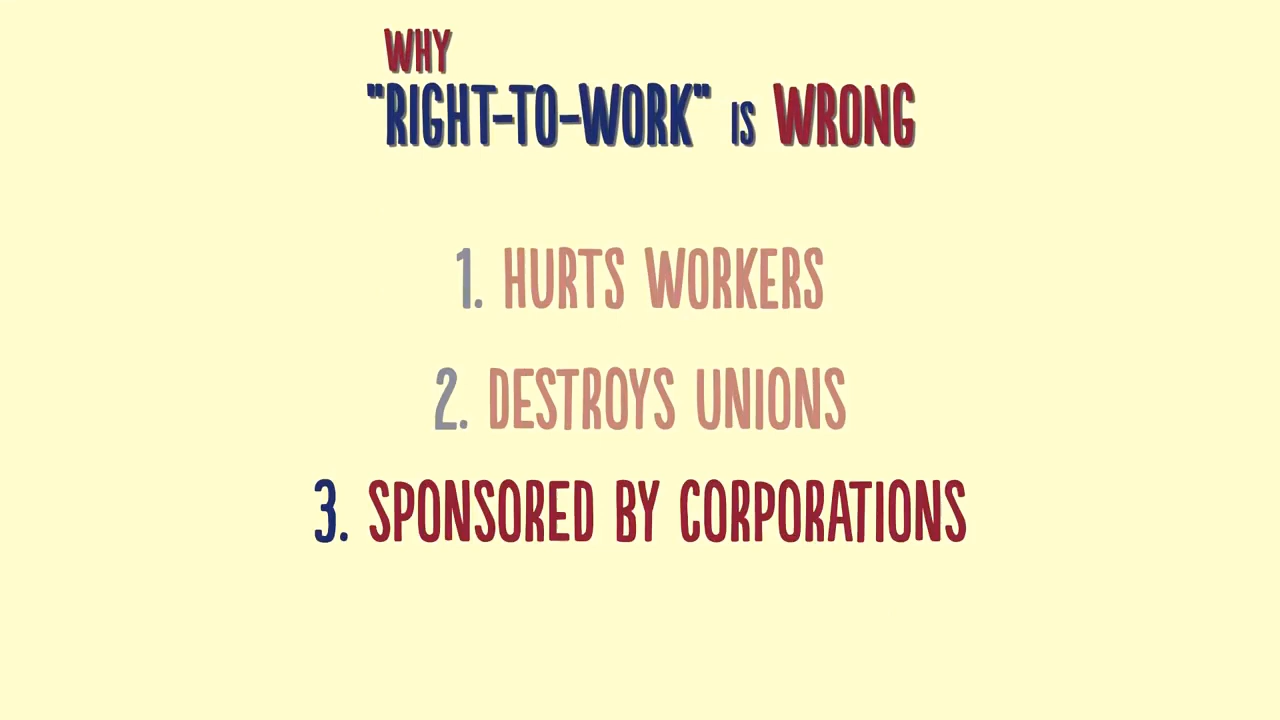 WHY
"RIGHT-TO-WORK" IS WRONG
1. HURTS WORKERS
2. DESTROYS UNIONS
3. SPONSORED BY CORPORATIONS